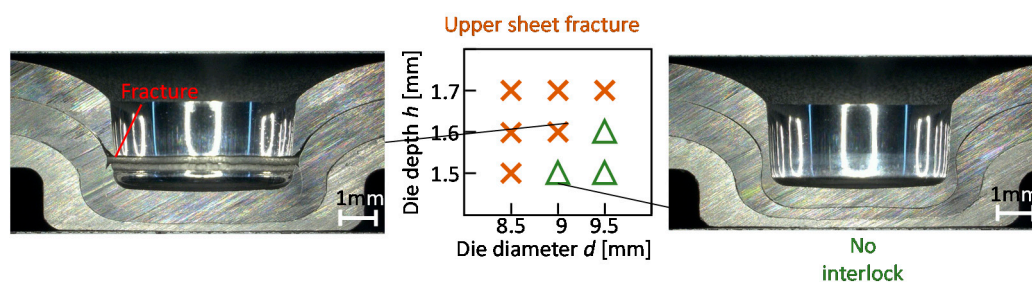 Upper sheet fracture
Fracture
1mm
Die depth h [mm]
1.7
1.6
1.5
8.5 9 9.5
Die diameter d [mm]
1mm
No
interlock